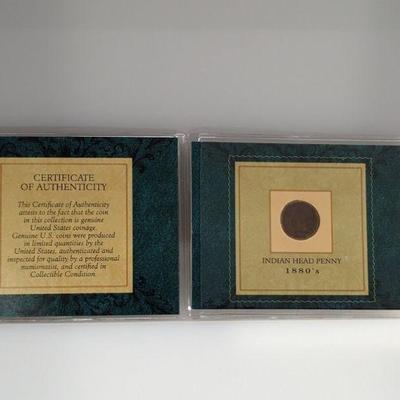 CERTIFICATE
OF AUTHENTICITY
This Certificate of Authenticity
attests to the fact that the coin
in this collection is genuine
United States coinage.
Genuine U.S. coins were produced
in limited quantities by the
United States, authenticated and
inspected for quality by a professional
numismatist, and certified in
Collectible Condition.
INDIAN HEAD PENNY
1880's